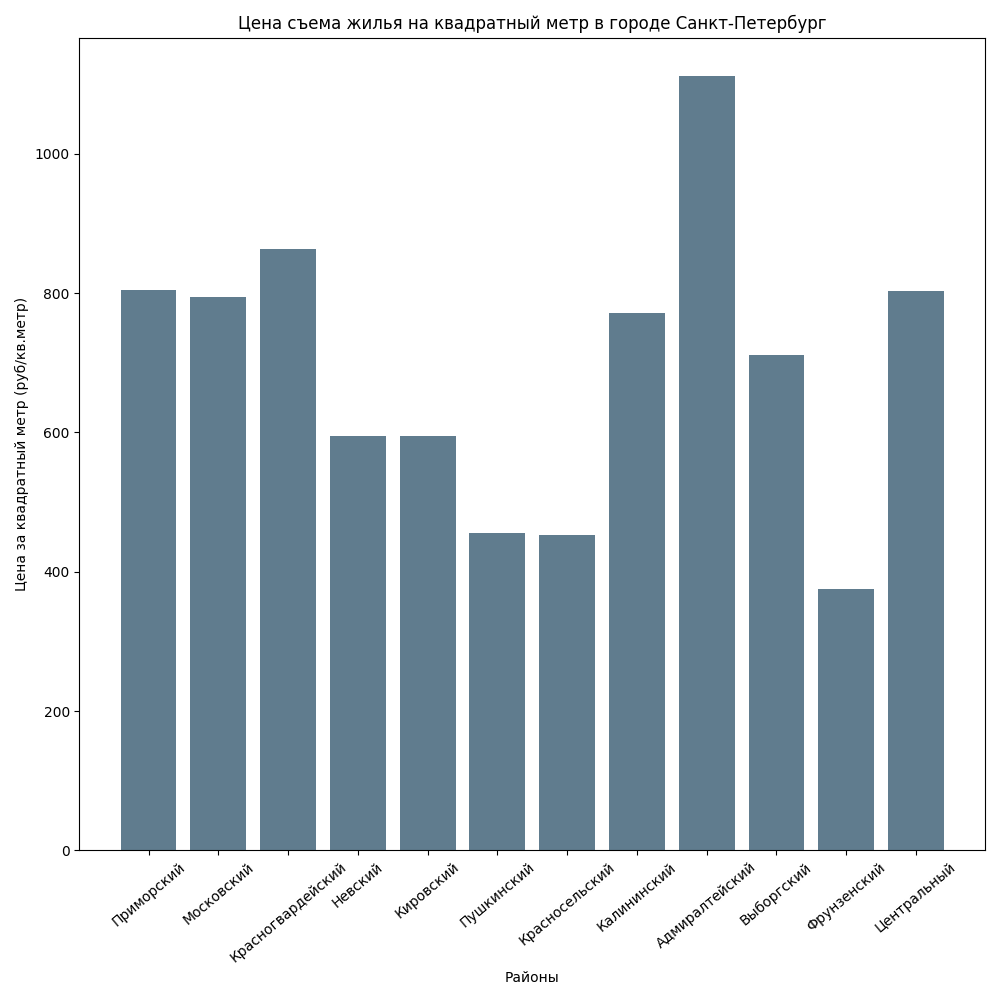 Цена съема жилья на квадратный метр в городе Санкт-Петербург
Цена за квадратный метр (руб/кв.метр)
1000
800
600
400
200
0
Приморский
Московский
Красногвардейский
Невский
Кировский
Пушкинский
Красносельский
Калининский
Адмиралтейский
Выборгский
Фрунзенский
Центральный
Районы